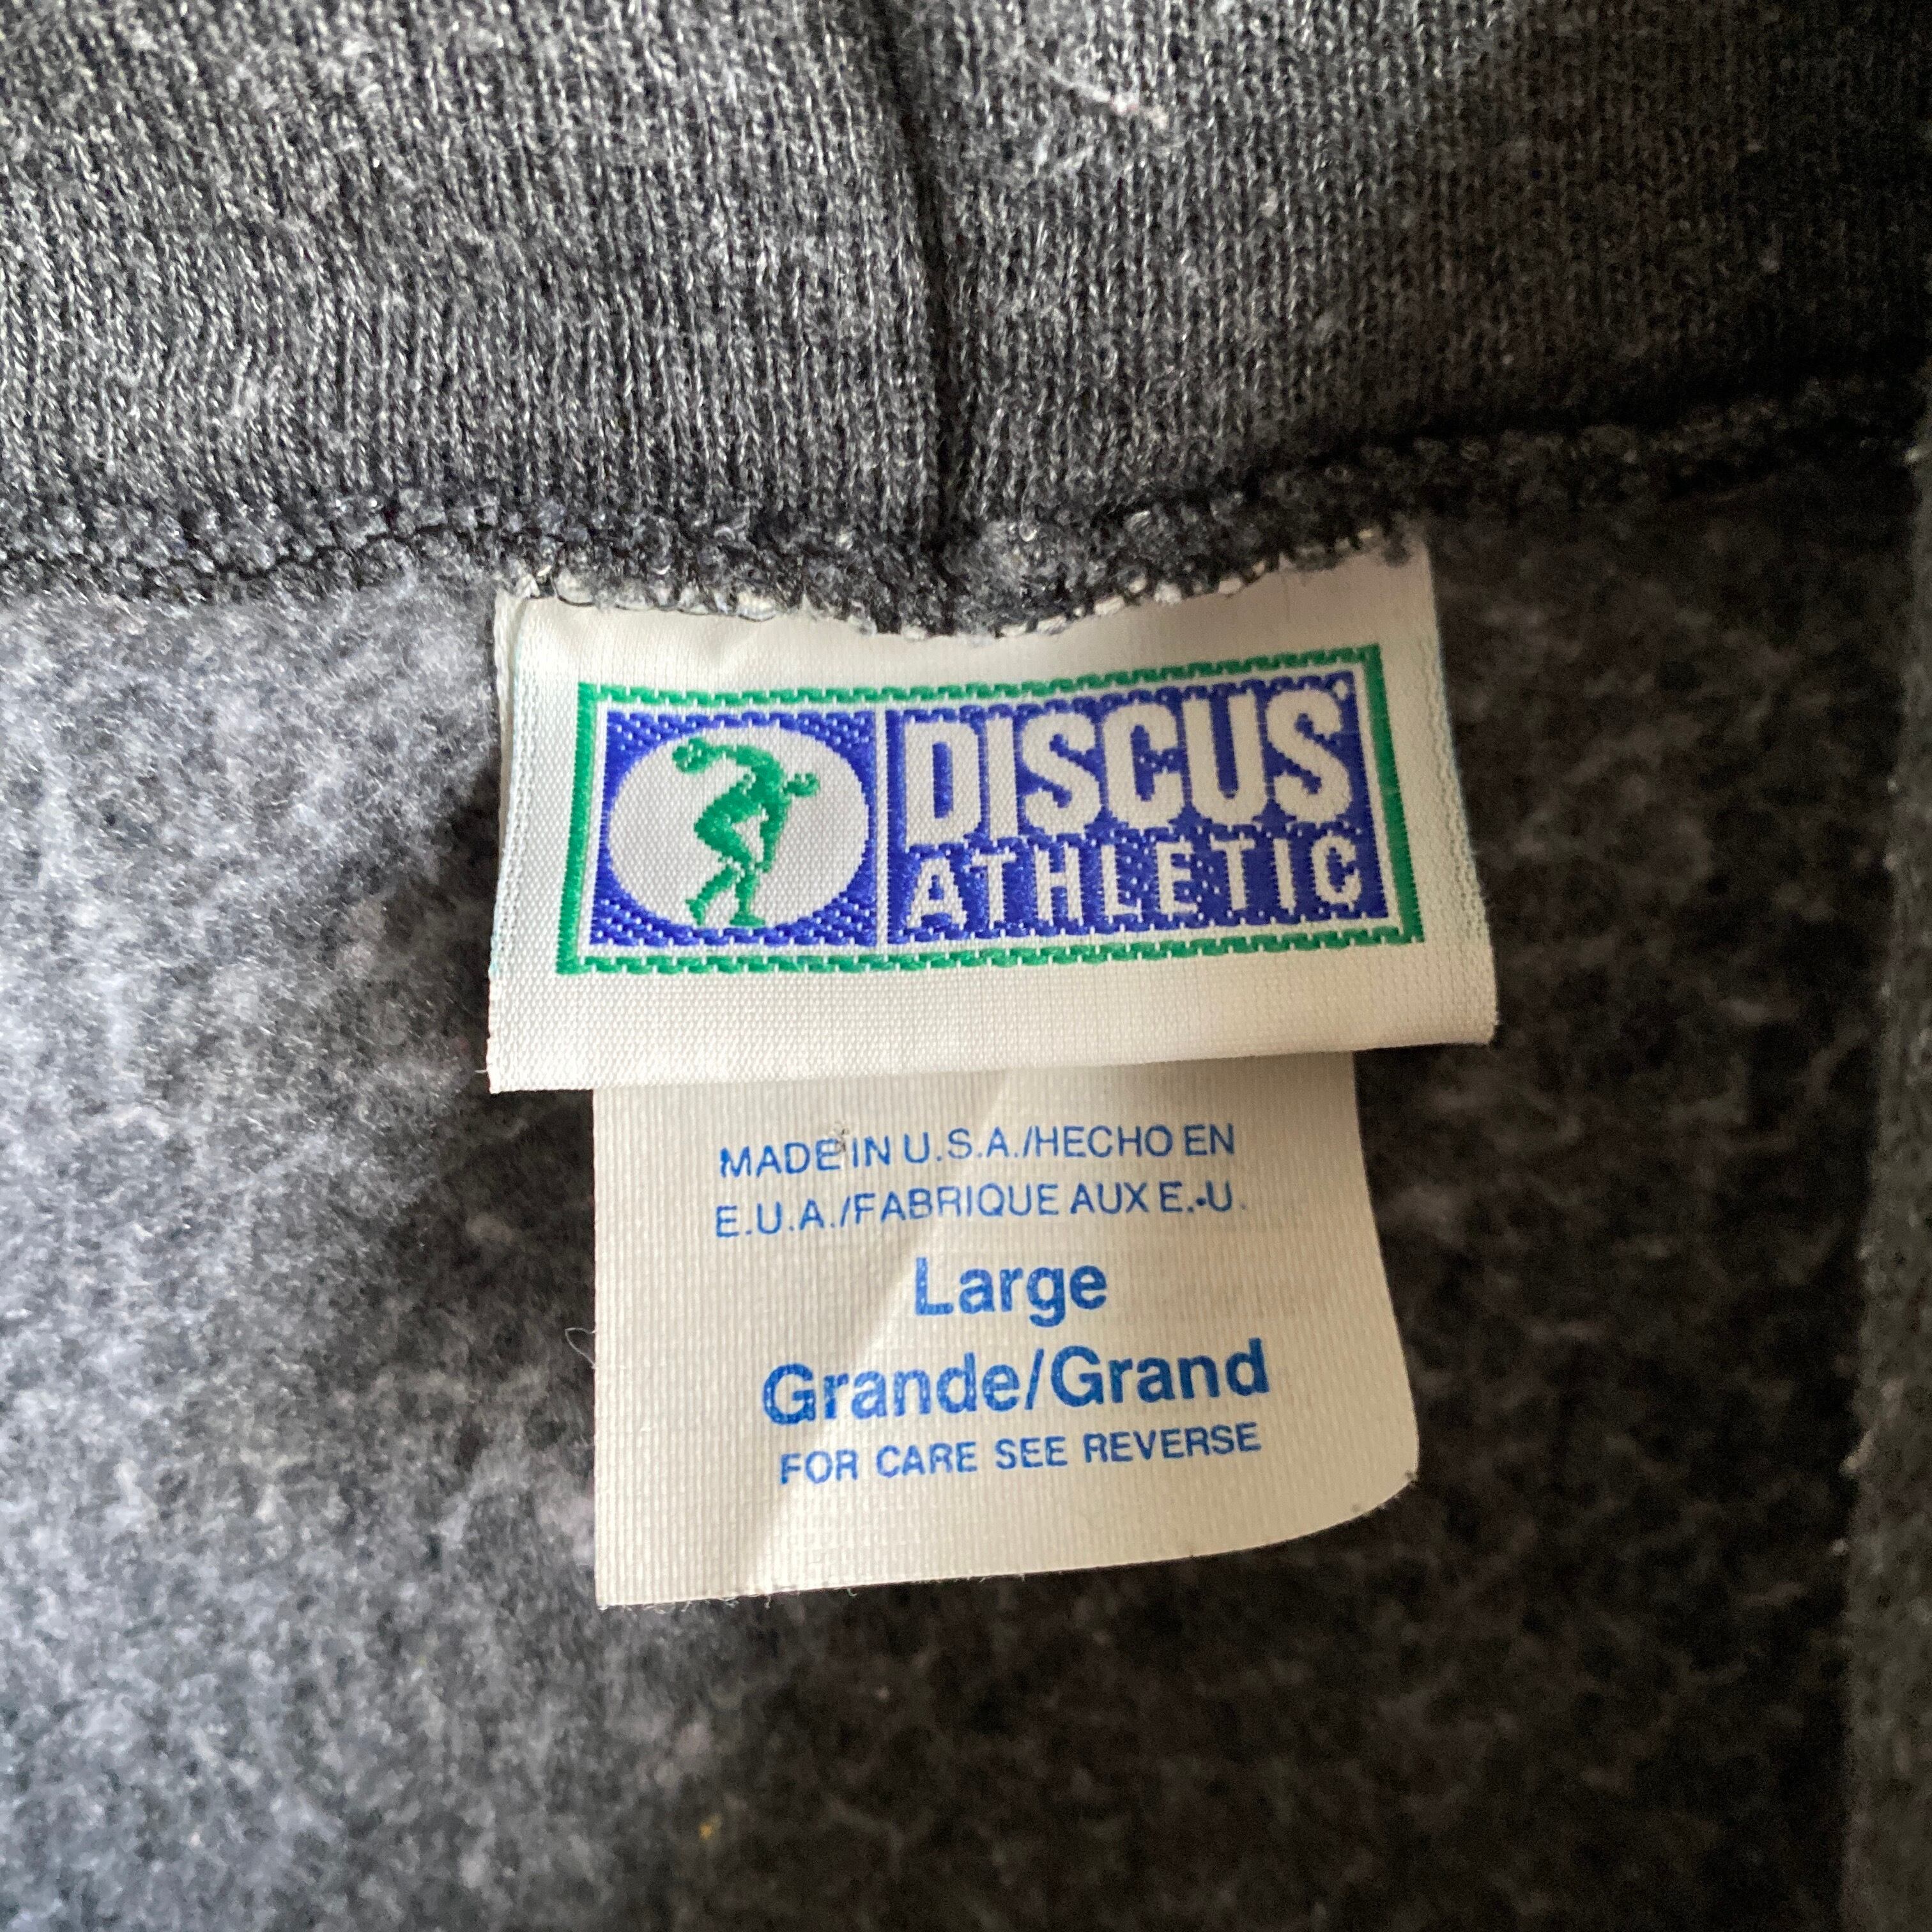 DISCUS
ATHLETIC
MADE IN U.S.A./HECHO EN
E.U.A./FABRIQUE AUX E.-U.
Large
Grande/Grand
FOR CARE SEE REVERSE